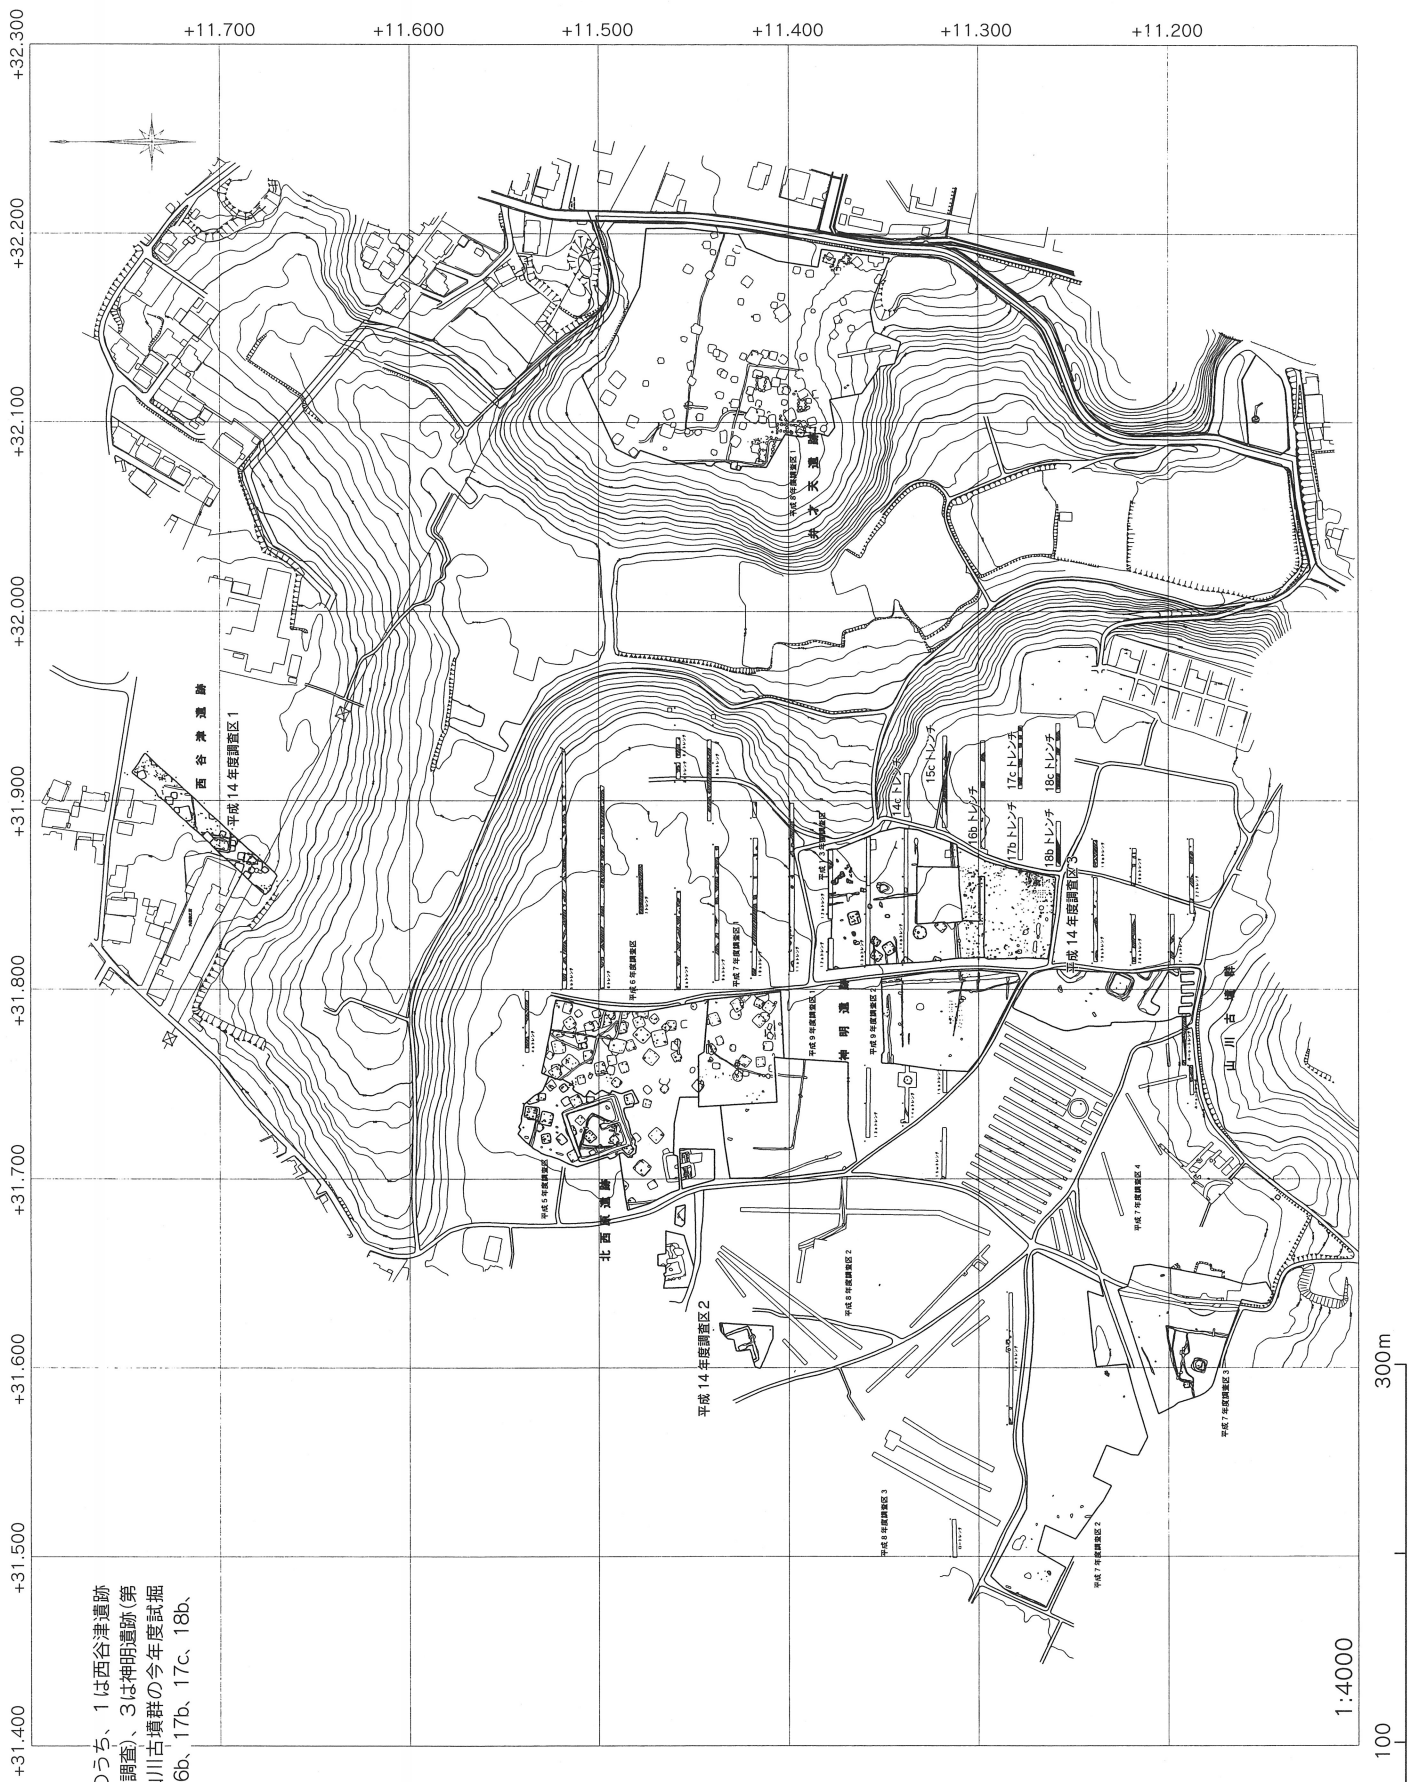 +11.700
+11.600
+11.500
+11.400
+11.300
+11.200
+32.300
+32.200
+32.100
+32.000
+31.900
+31.800
+31.700
+31.600
+31.500
+31.400
西谷津遺跡
平成14年度調査区1
平成8年度調査区1
弁才天遺跡
14cトレンチ
15cトレンチ
16bトレンチ
17cトレンチ
17bトレンチ
18cトレンチ
18bトレンチ
平成14年度調査区3
平成6年度調査区
平成7年度調査区1
平成9年度調査区1
神明遺跡
平成9年度調査区2
山川古墳群
平成5年度調査区
北西原遺跡
平成14年度調査区2
平成8年度調査区2
平成7年度調査区4
平成7年度調査区3
平成8年度調査区3
平成7年度調査区2
のうち、1は西谷津遺跡
調査)、3は神明遺跡(第
山川古墳群の今年度試掘
6b、17b、17c、18b、
1:4000
100
300m